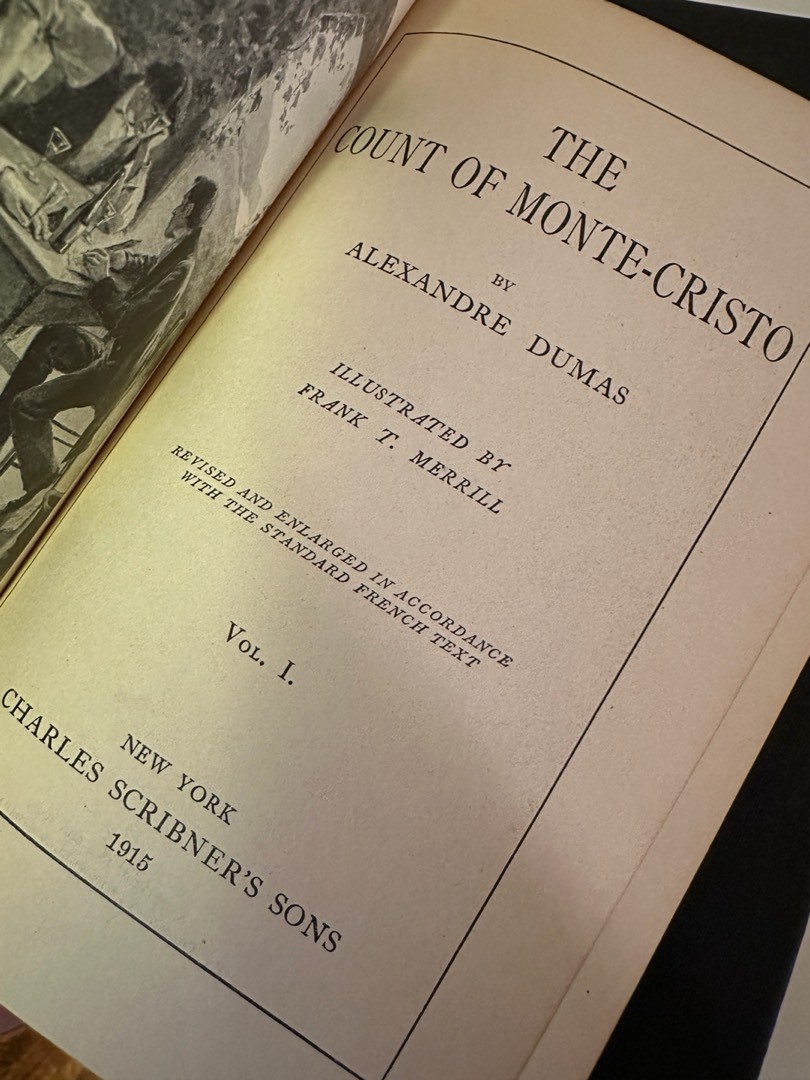 THE
COUNT OF MONTE-CRISTO
BY
ALEXANDRE DUMAS
ILLUSTRATED BY
FRANK T. MERRILL
REVISED AND ENLARGED IN ACCORDANCE
WITH THE STANDARD FRENCH TEXT
VOL. I.
NEW YORK
CHARLES SCRIBNER'S SONS
1915